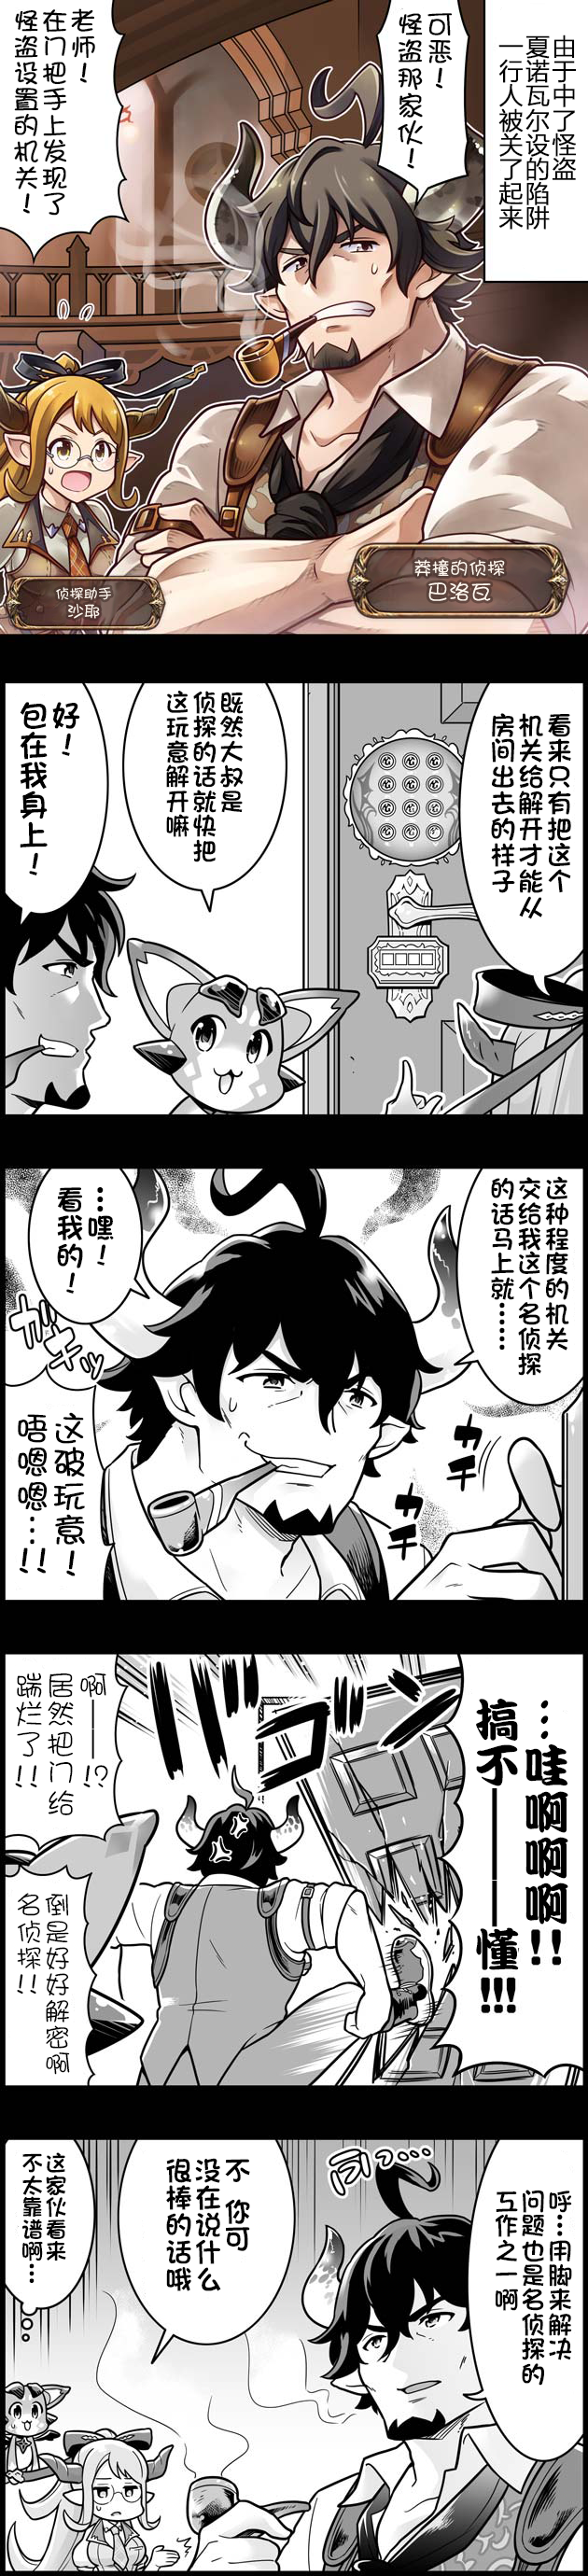 由于中了怪盗
夏诺瓦尔设的陷阱
一行人被关了起来
可恶！
怪盗那家伙！
老师！
在门把手上发现了
怪盗设置的机关！
侦探助手
沙耶
莽撞的侦探
巴洛瓦
看来只有把这个
机关给解开才能从
房间出去的样子
既然大叔是
侦探的话就快把
这玩意解开嘛
好！
包在我身上！
这种程度的机关
交给我这个名侦探
的话马上就……
…嘿！
看我的！
ガキッ
カチ
カチ
这破玩意！
唔嗯嗯…!!
…哇啊啊啊!!
搞不——懂!!!
啊——!?
居然把门给
踹烂了!!
倒是好好解密啊
名侦探!!
呼…用脚来解决
问题也是名侦探的
工作之一啊
不 你可
没在说什么
很棒的话哦
这家伙看来
不太靠谱啊…